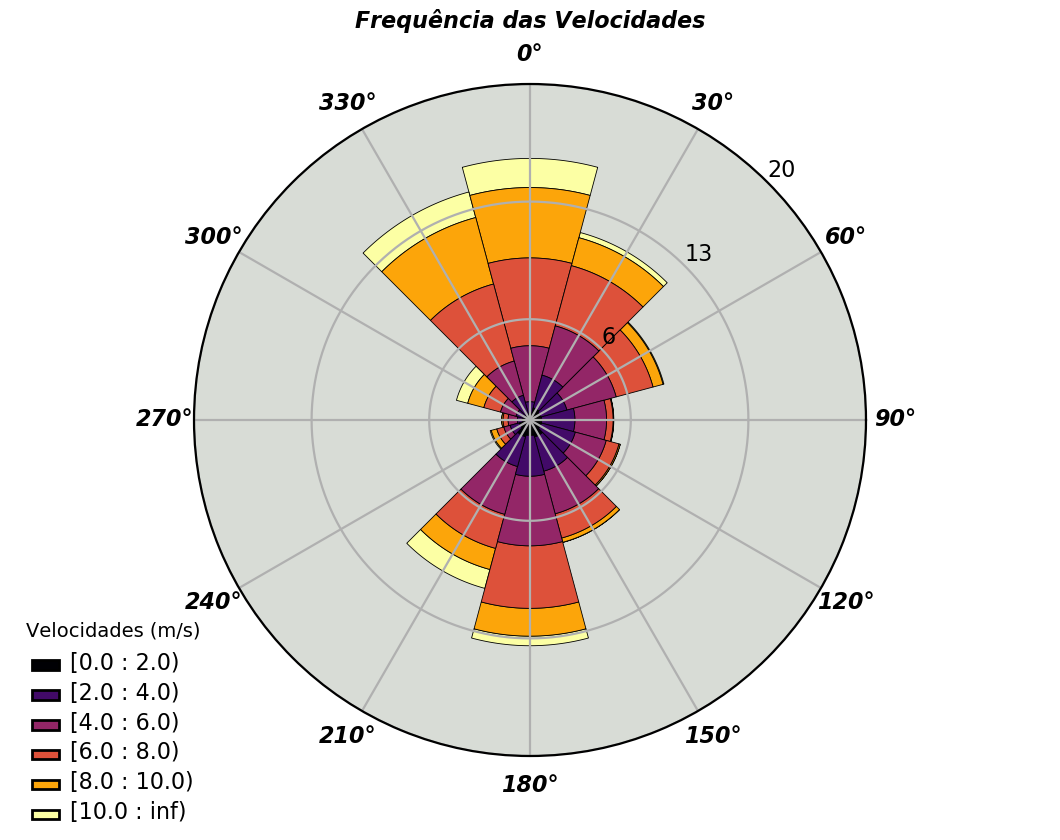 Frequência das Velocidades
0°
330°
30°
20
300°
60°
13
6
270°
90°
240°
120°
210°
150°
180°
Velocidades (m/s)
[0.0 : 2.0)
[2.0 : 4.0)
[4.0 : 6.0)
[6.0 : 8.0)
[8.0 : 10.0)
[10.0 : inf)